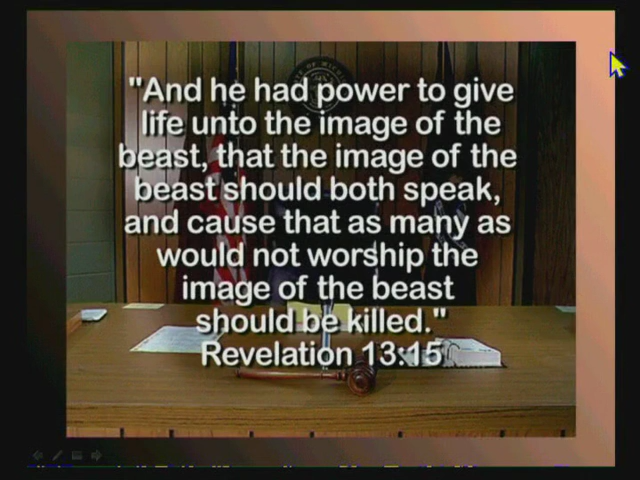 "And he had power to give
life unto the image of the
beast, that the image of the
beast should both speak,
and cause that as many as
would not worship the
image of the beast
should be killed."
Revelation 13:15